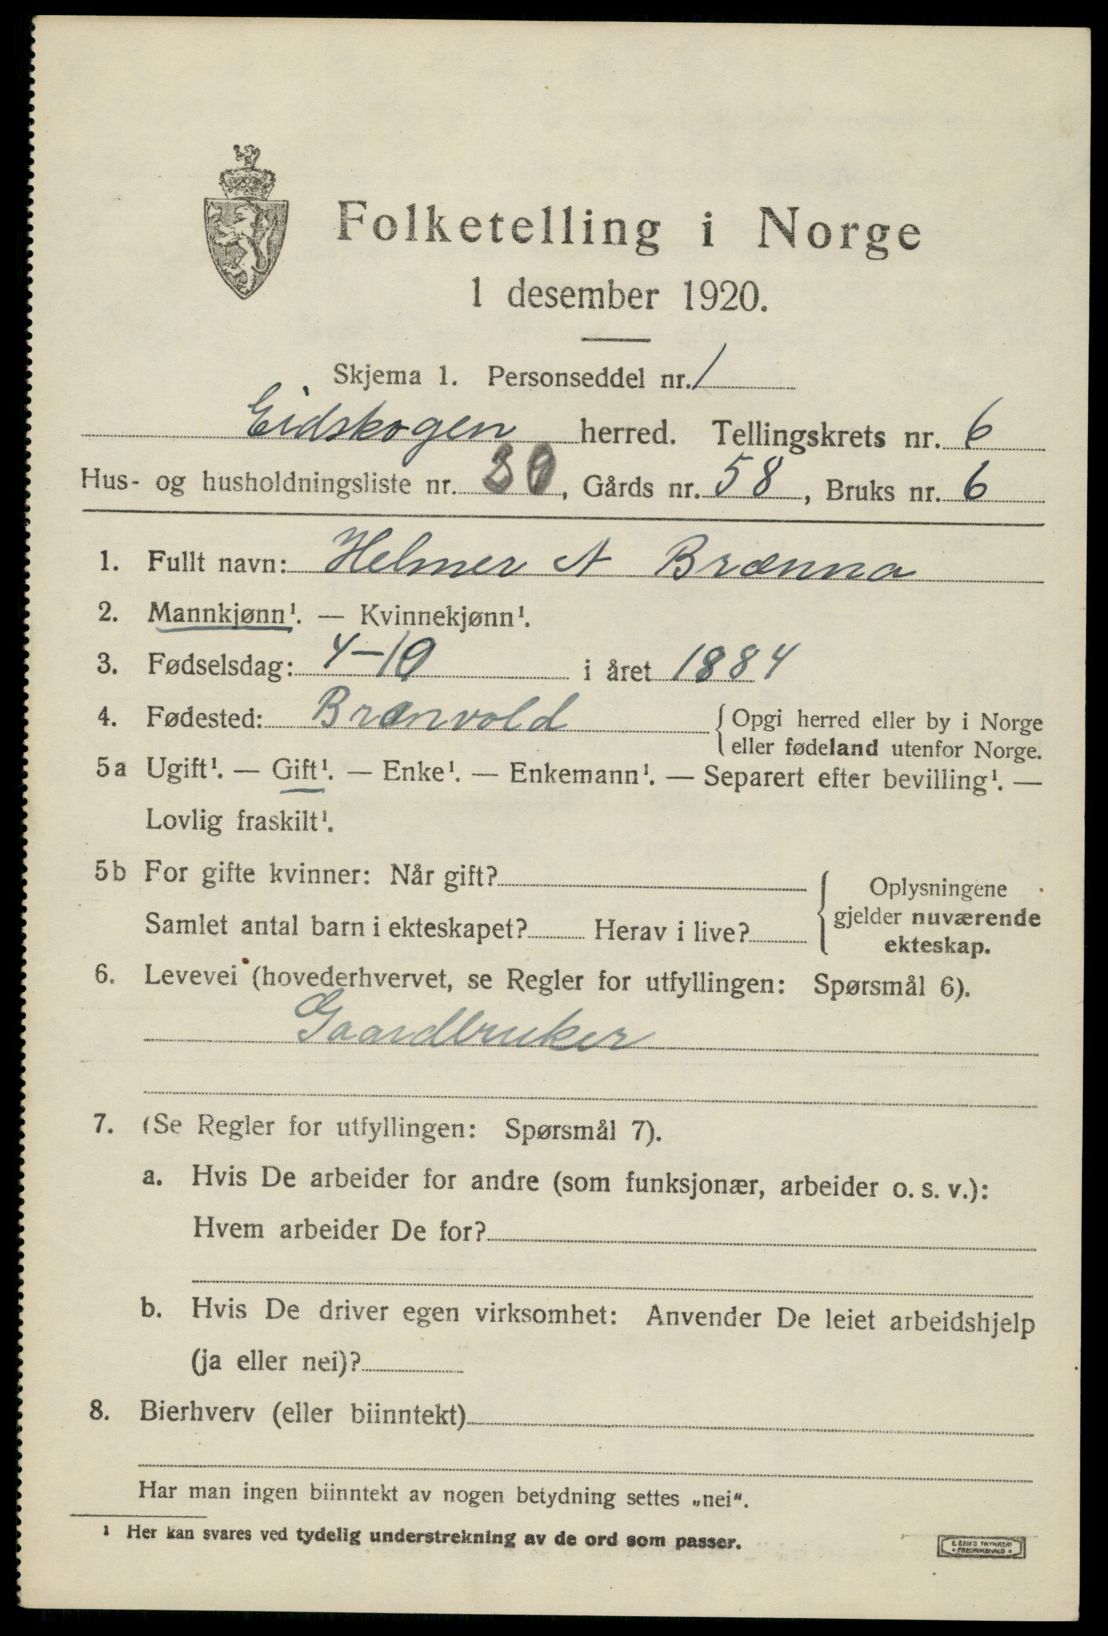 Folketelling i Norge
1 desember 1920.
Skjema 1. Personseddel nr. 1
Eidskogen herred. Tellingskrets nr. 6
Hus- og husholdningsliste nr. , Gårds nr. 58, Bruks nr. 6
1. Fullt navn: Helmer A Brænna
2. Mannkjønn¹. — Kvinnekjønn¹.
3. Fødselsdag: 4-10 i året 1884
4. Fødested: Brænvold { Opgi herred eller by i Norge
eller fødeland utenfor Norge.
5a Ugift¹. — Gift¹. — Enke¹. — Enkemann¹. — Separert efter bevilling¹. —
Lovlig fraskilt¹.
5b For gifte kvinner: Når gift? { Oplysningene
gjelder nuværende
Samlet antal barn i ekteskapet? Herav i live?
ekteskap.
6. Levevei (hovederhvervet, se Regler for utfyllingen: Spørsmål 6).
Gaardbruker
7. (Se Regler for utfyllingen: Spørsmål 7).
a. Hvis De arbeider for andre (som funksjonær, arbeider o. s. v.):
Hvem arbeider De for?
b. Hvis De driver egen virksomhet: Anvender De leiet arbeidshjelp
(ja eller nei)?
8. Bierhverv (eller biinntekt)
Har man ingen biinntekt av nogen betydning settes „nei".
¹ Her kan svares ved tydelig understrekning av de ord som passer.